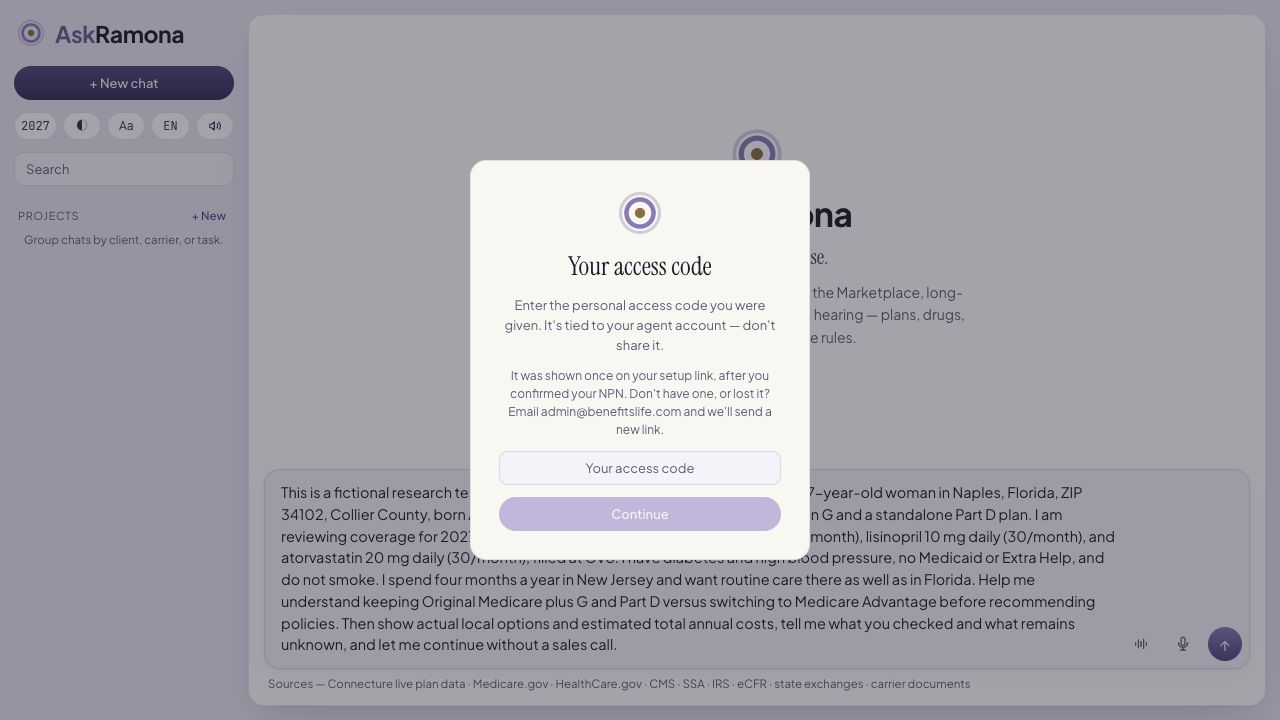 AskRamona
+ New chat
2027
Aa
EN
Search
PROJECTS
+ New
Group chats by client, carrier, or task.
the Marketplace, long-
hearing — plans, drugs,
rules.
Your access code
Enter the personal access code you were
given. It's tied to your agent account — don't
share it.
It was shown once on your setup link, after you
confirmed your NPN. Don't have one, or lost it?
Email admin@benefitslife.com and we'll send a
new link.
Your access code
Continue
This is a fictional research 7-year-old woman in Naples, Florida, ZIP
34102, Collier County, born G and a standalone Part D plan. I am
reviewing coverage for month), lisinopril 10 mg daily (30/month), and
atorvastatin 20 mg daily (30/month), filled at CVS. I have diabetes and high blood pressure, no Medicaid or Extra Help, and
do not smoke. I spend four months a year in New Jersey and want routine care there as well as in Florida. Help me
understand keeping Original Medicare plus G and Part D versus switching to Medicare Advantage before recommending
policies. Then show actual local options and estimated total annual costs, tell me what you checked and what remains
unknown, and let me continue without a sales call.
Sources — Connecture live plan data · Medicare.gov · HealthCare.gov · CMS · SSA · IRS · eCFR · state exchanges · carrier documents